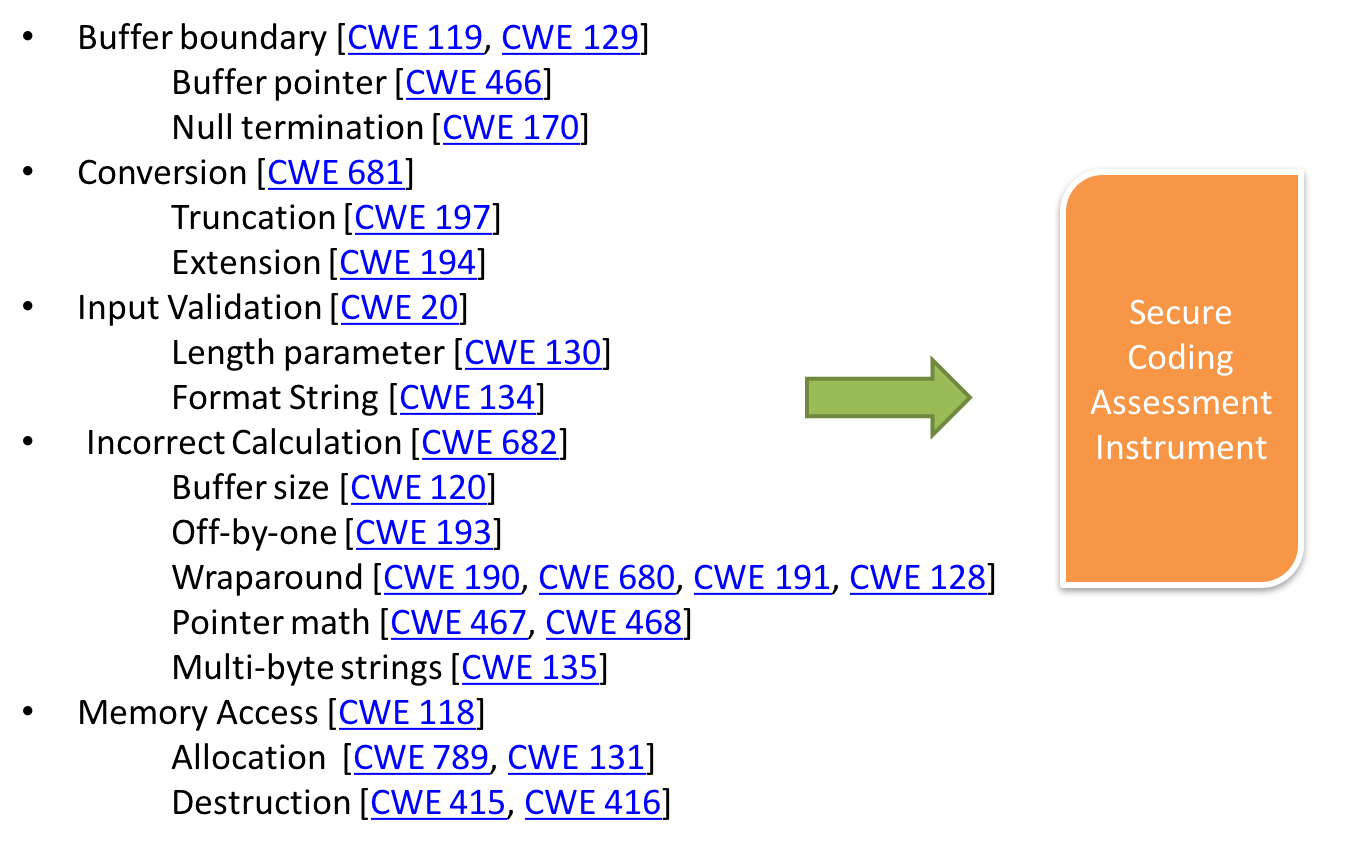 • Buffer boundary [CWE 119, CWE 129]
Buffer pointer [CWE 466]
Null termination [CWE 170]
• Conversion [CWE 681]
Truncation [CWE 197]
Extension [CWE 194]
• Input Validation [CWE 20]
Length parameter [CWE 130]
Format String [CWE 134]
• Incorrect Calculation [CWE 682]
Buffer size [CWE 120]
Off-by-one [CWE 193]
Wraparound [CWE 190, CWE 680, CWE 191, CWE 128]
Pointer math [CWE 467, CWE 468]
Multi-byte strings [CWE 135]
• Memory Access [CWE 118]
Allocation [CWE 789, CWE 131]
Destruction [CWE 415, CWE 416]
Secure
Coding
Assessment
Instrument